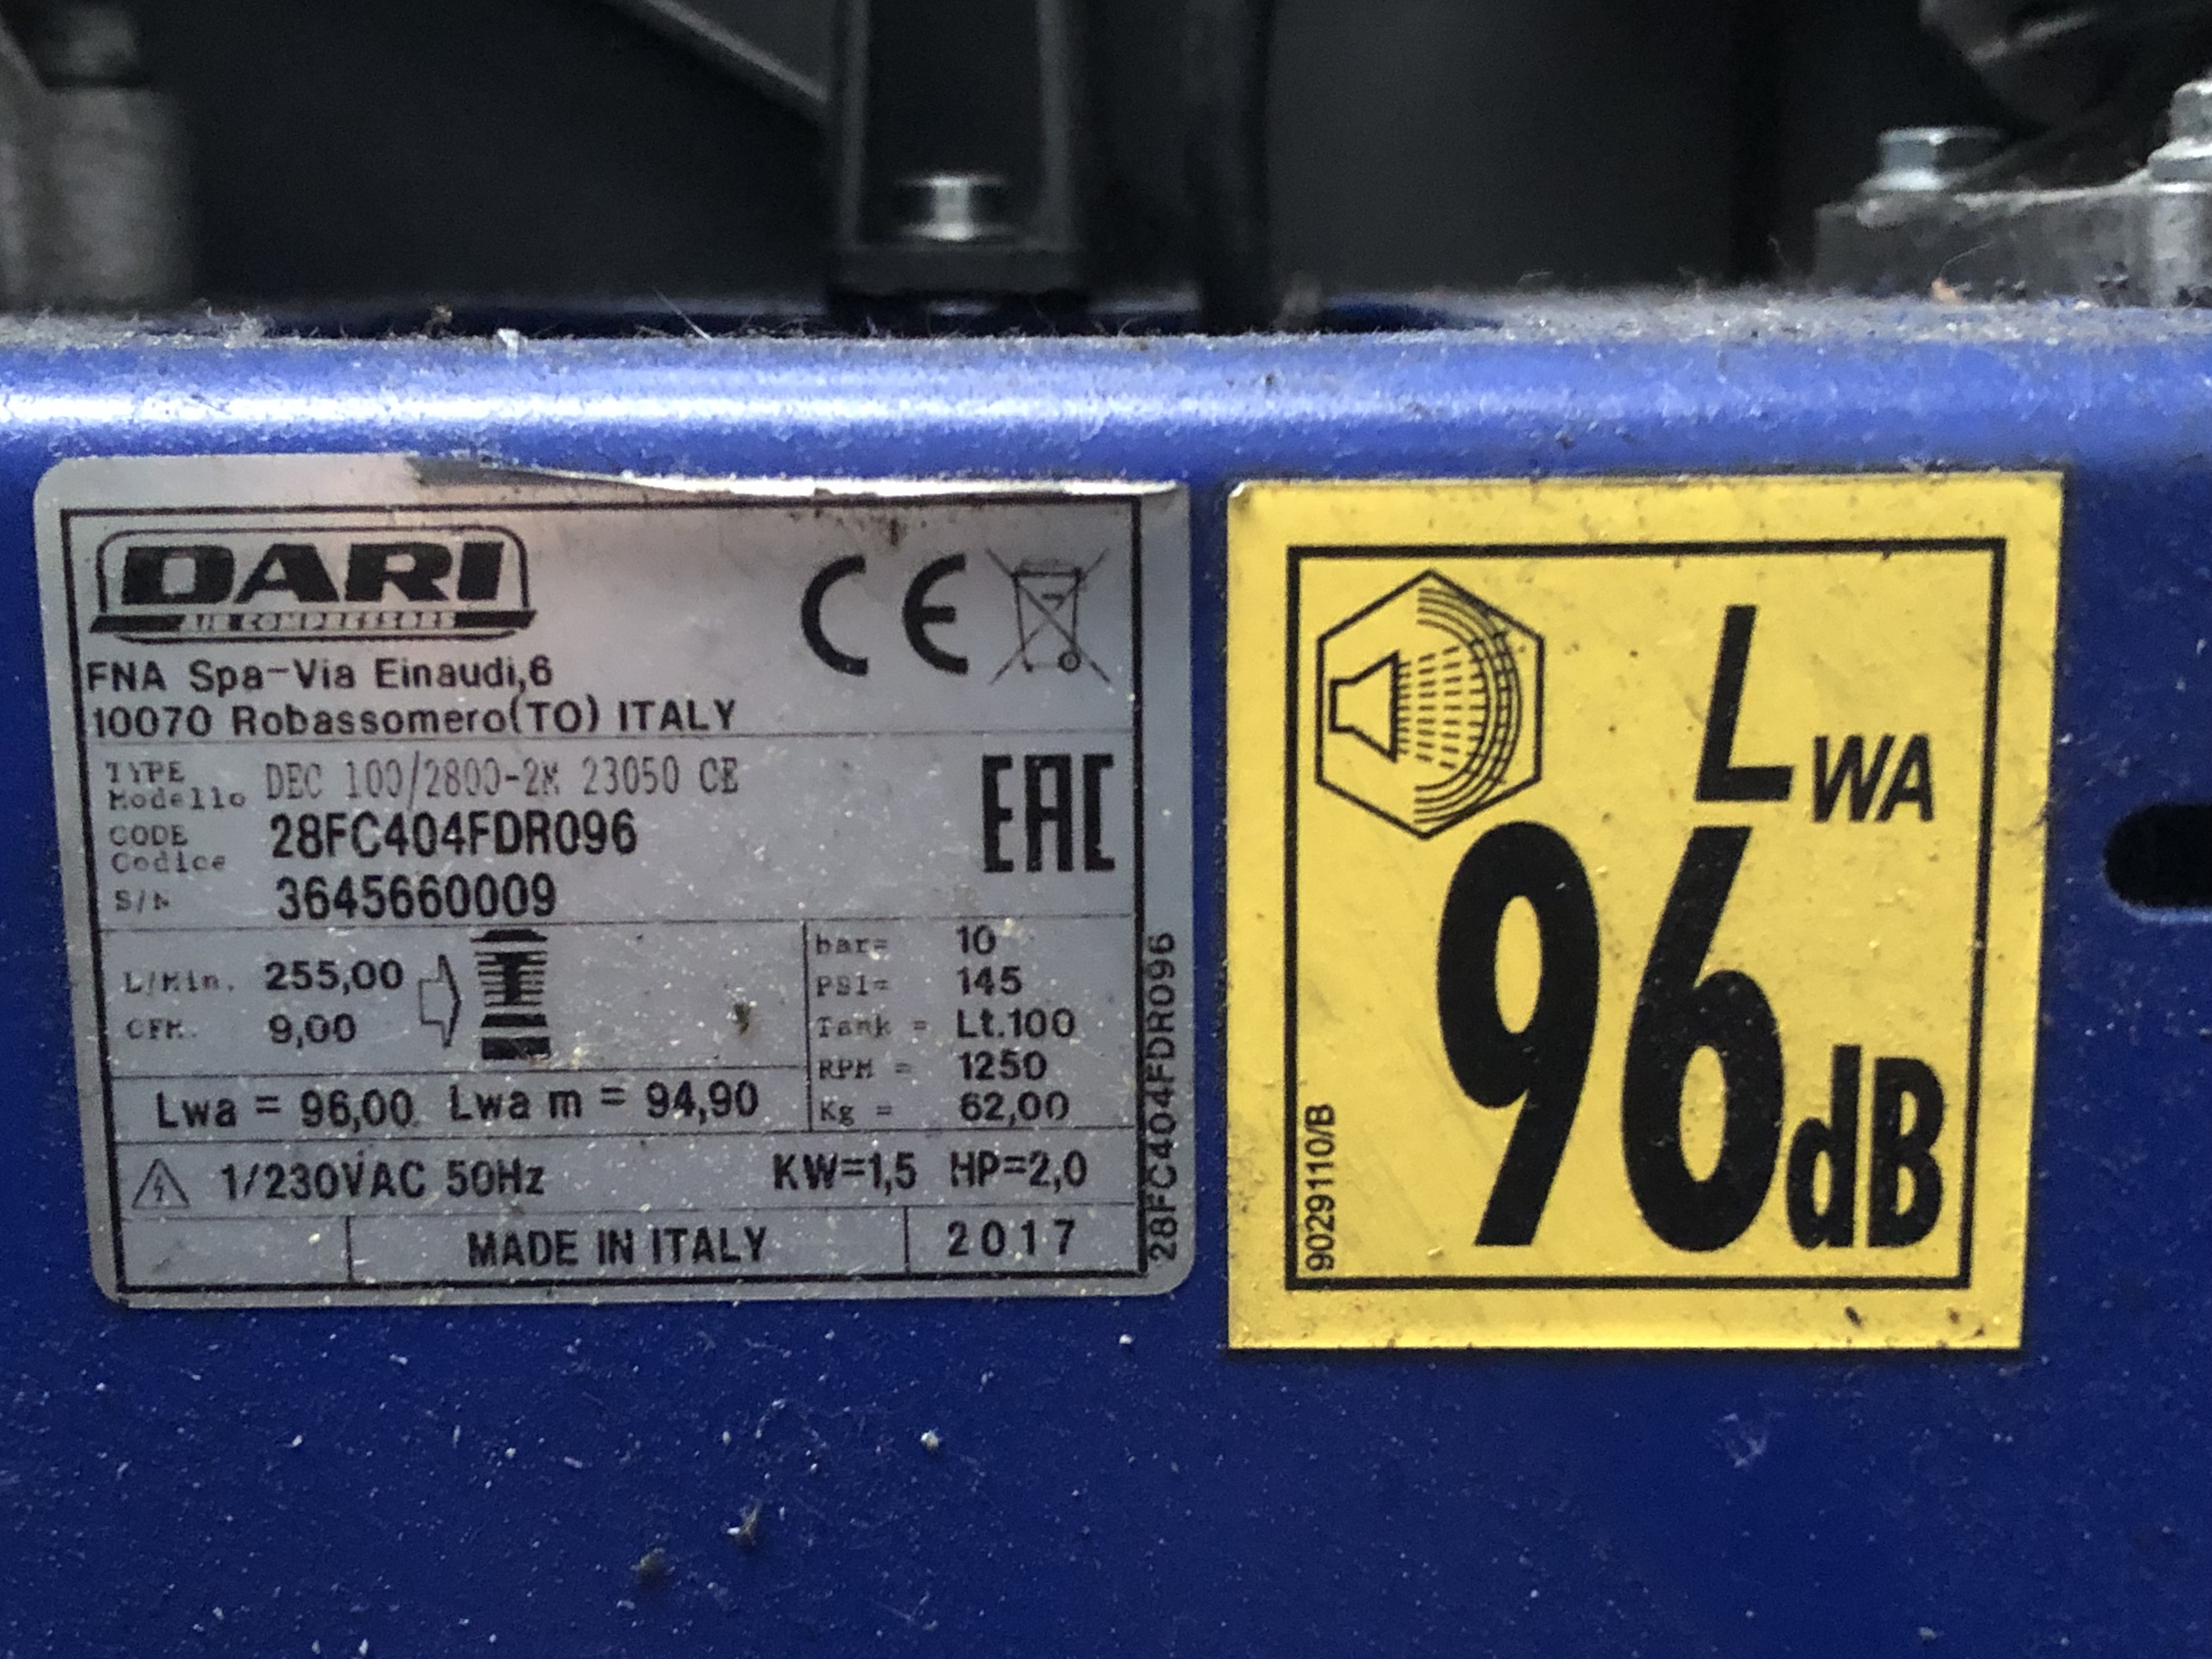 DARI
AIR COMPRESSORS
CE
FNA Spa-Via Einaudi,6
10070 Robassomero(TO) ITALY
TYPE
Modello
DEC 100/2800-2M 23050 CE
CODE
Codice
28FC404FDR096
S/N 3645660009
EAC
L/Min. 255,00
CFM. 9,00
bar= 10
PSI= 145
Tank = Lt.100
RPM = 1250
Kg = 62,00
Lwa = 96,00 Lwa m = 94,90
1/230VAC 50Hz KW=1,5 HP=2,0
MADE IN ITALY 2017
28FC404FDR096
LWA
96dB
9029110/B